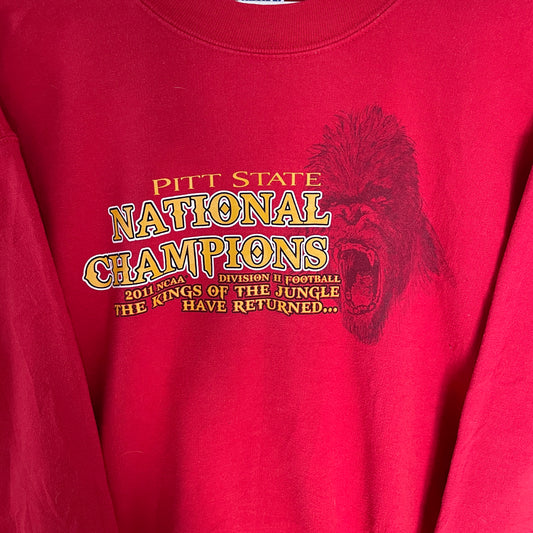 PITT STATE
NATIONAL
CHAMPIONS
2011 NCAA DIVISION II FOOTBALL
THE KINGS OF THE JUNGLE
HAVE RETURNED...